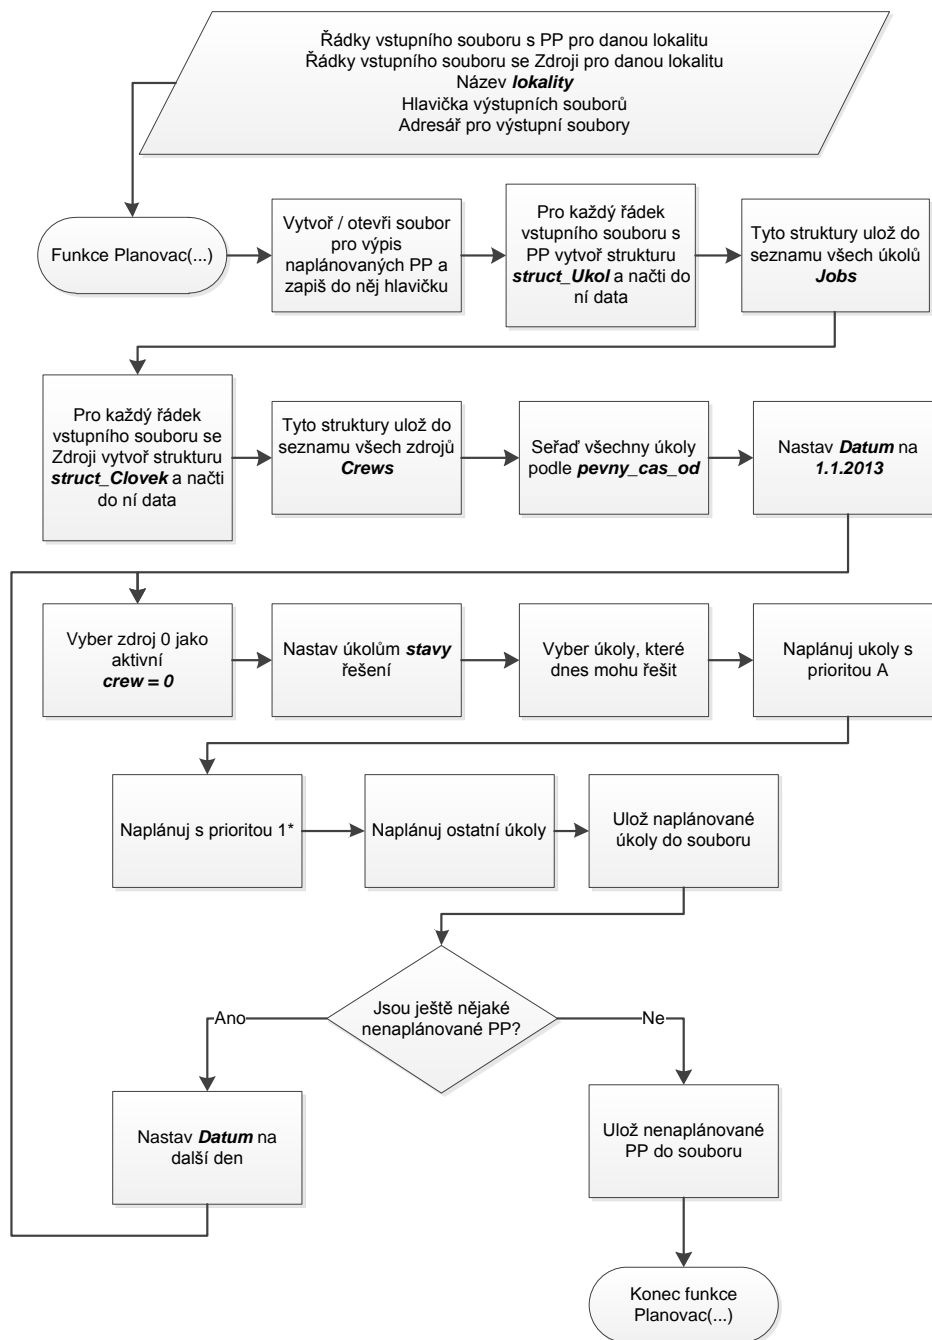 Řádky vstupního souboru s PP pro danou lokalitu
Řádky vstupního souboru se Zdroji pro danou lokalitu
Název lokality
Hlavička výstupních souborů
Adresář pro výstupní soubory
Funkce Planovac(...)
Vytvoř / otevři soubor
pro výpis
naplánovaných PP a
zapiš do něj hlavičku
Pro každý řádek
vstupního souboru s
PP vytvoř strukturu
struct_Ukol a načti do
ní data
Tyto struktury ulož do
seznamu všech úkolů
Jobs
Pro každý řádek
vstupního souboru se
Zdroji vytvoř strukturu
struct_Clovek a načti
do ní data
Tyto struktury ulož do
seznamu všech zdrojů
Crews
Seřaď všechny úkoly
podle pevny_cas_od
Nastav Datum na
1.1.2013
Vyber zdroj 0 jako
aktivní
crew = 0
Nastav úkolům stavy
řešení
Vyber úkoly, které
dnes mohu řešit
Naplánuj ukoly s
prioritou A
Naplánuj s prioritou 1*
Naplánuj ostatní úkoly
Ulož naplánované
úkoly do souboru
Jsou ještě nějaké
nenaplánované PP?
Ano
Ne
Nastav Datum na
další den
Ulož nenaplánované
PP do souboru
Konec funkce
Planovac(...)